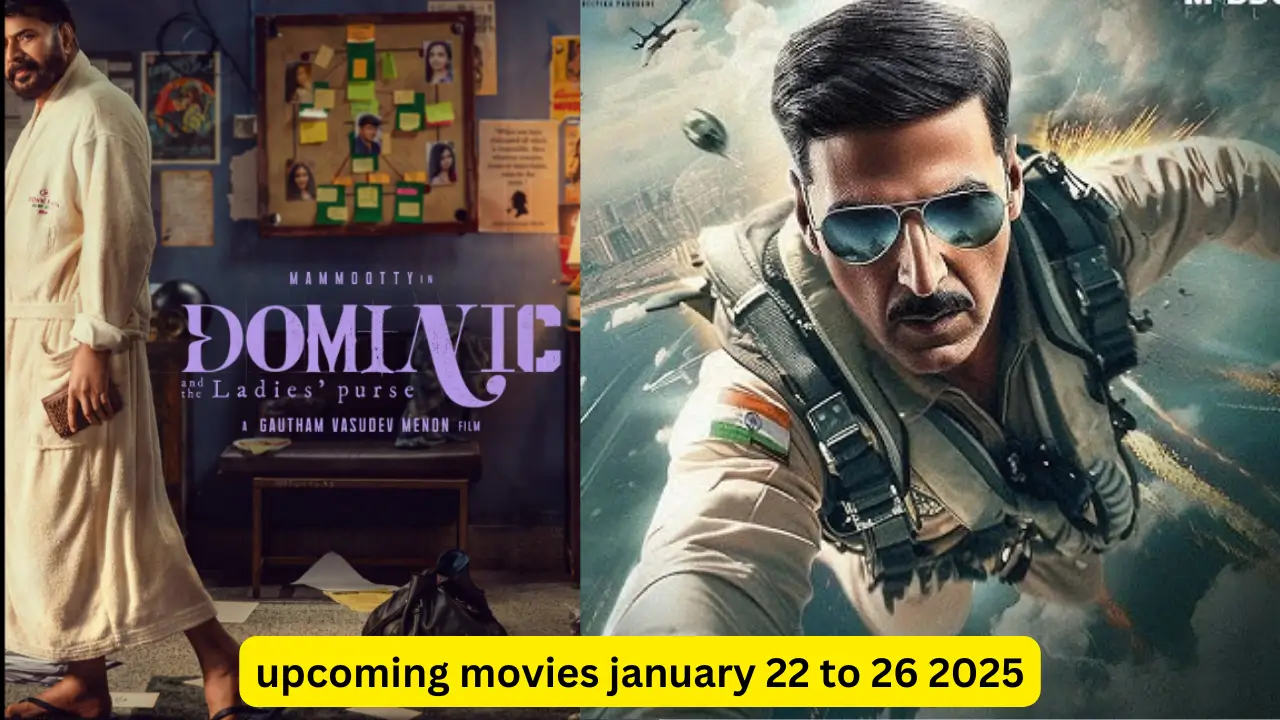 MAMMOOTTY IN
DOMINIC
and the Ladies' purse
A GAUTHAM VASUDEV MENON FILM
upcoming movies january 22 to 26 2025